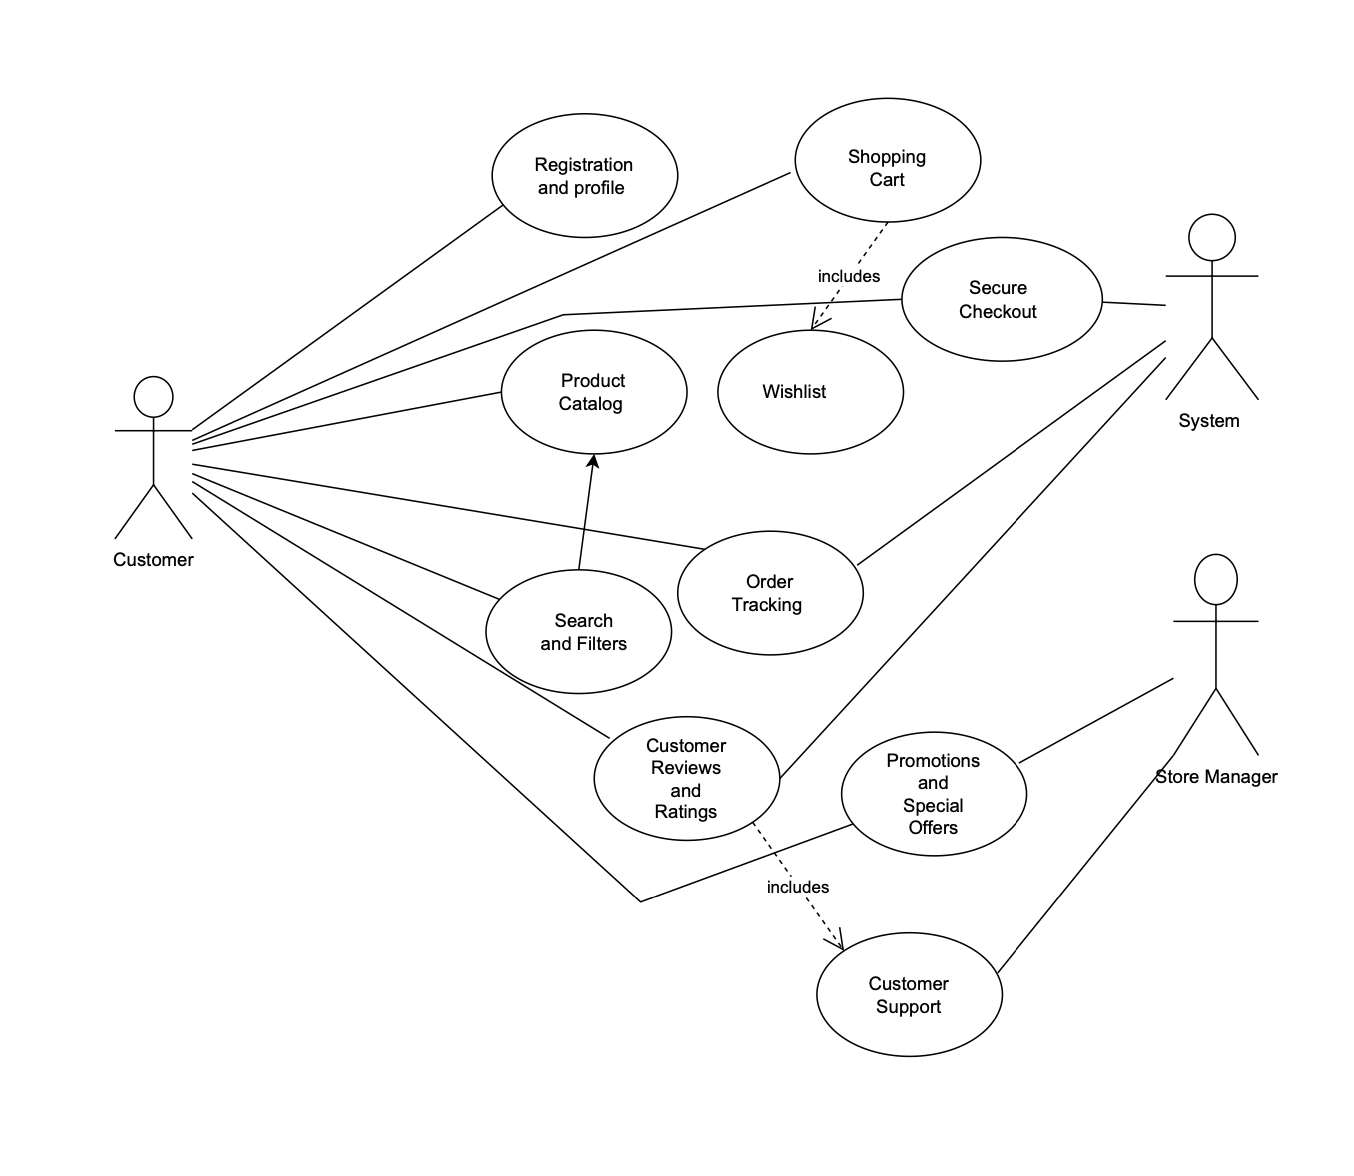 Registration
and profile
Shopping
Cart
includes
Secure
Checkout
Product
Catalog
Wishlist
System
Customer
Order
Tracking
Search
and Filters
Customer
Reviews
and
Ratings
Promotions
and
Special
Offers
Store Manager
includes
Customer
Support